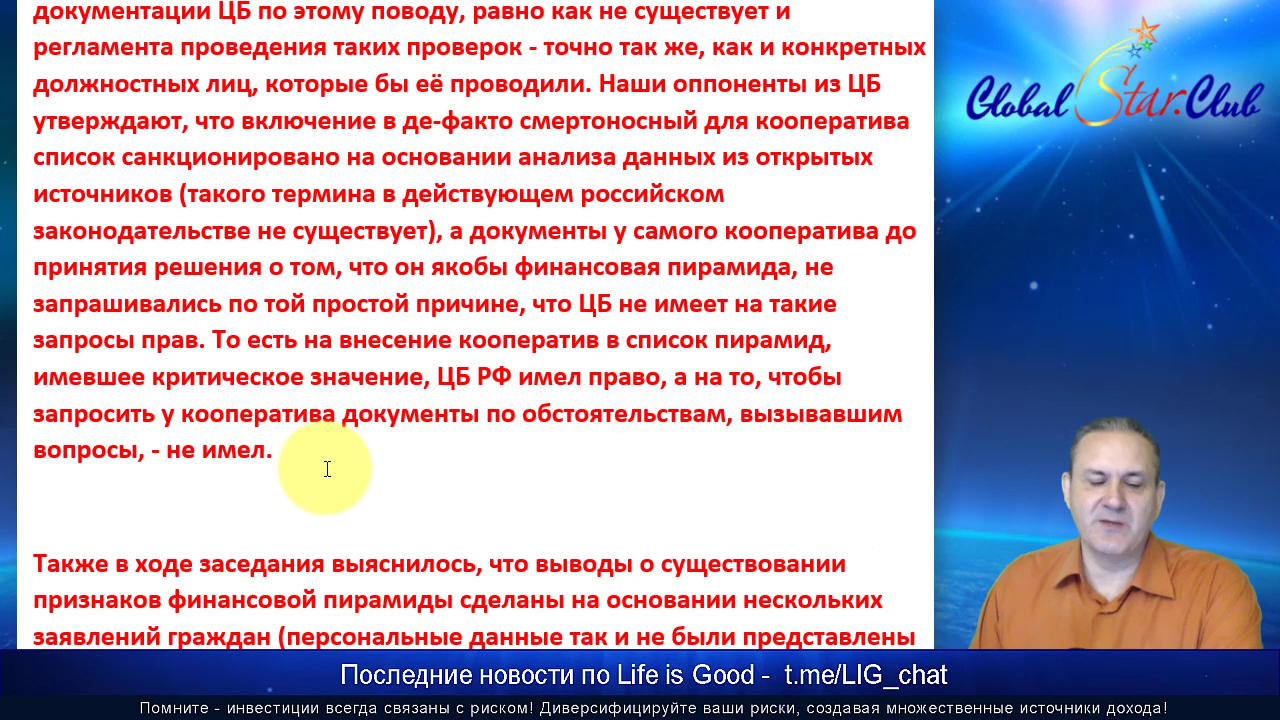 документации ЦБ по этому поводу, равно как не существует и
регламента проведения таких проверок - точно так же, как и конкретных
должностных лиц, которые бы её проводили. Наши оппоненты из ЦБ
утверждают, что включение в де-факто смертоносный для кооператива
список санкционировано на основании анализа данных из открытых
источников (такого термина в действующем российском
законодательстве не существует), а документы у самого кооператива до
принятия решения о том, что он якобы финансовая пирамида, не
запрашивались по той простой причине, что ЦБ не имеет на такие
запросы прав. То есть на внесение кооператив в список пирамид,
имевшее критическое значение, ЦБ РФ имел право, а на то, чтобы
запросить у кооператива документы по обстоятельствам, вызывавшим
вопросы, - не имел.
Также в ходе заседания выяснилось, что выводы о существовании
признаков финансовой пирамиды сделаны на основании нескольких
заявлений граждан (персональные данные так и не были представлены
Global Star.Club
Последние новости по Life is Good - t.me/LIG_chat
Помните - инвестиции всегда связаны с риском! Диверсифицируйте ваши риски, создавая множественные источники дохода!